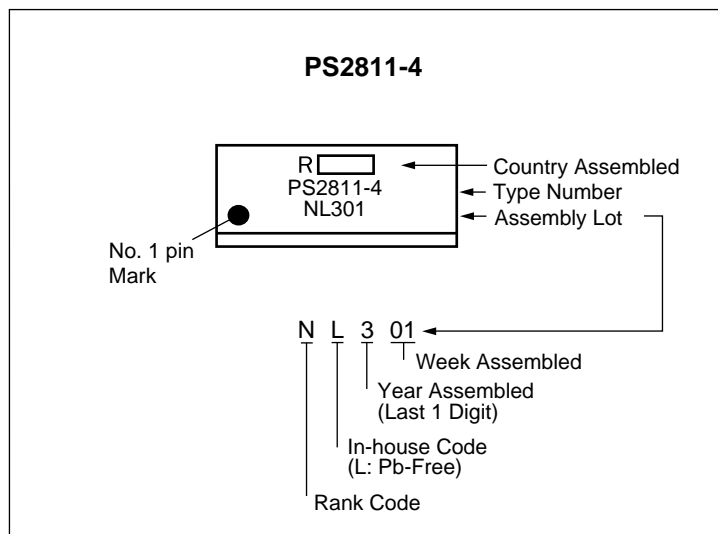 PS2811-4
R
PS2811-4
NL301
Country Assembled
Type Number
Assembly Lot
No. 1 pin
Mark
N L 3 01
Week Assembled
Year Assembled
(Last 1 Digit)
In-house Code
(L: Pb-Free)
Rank Code